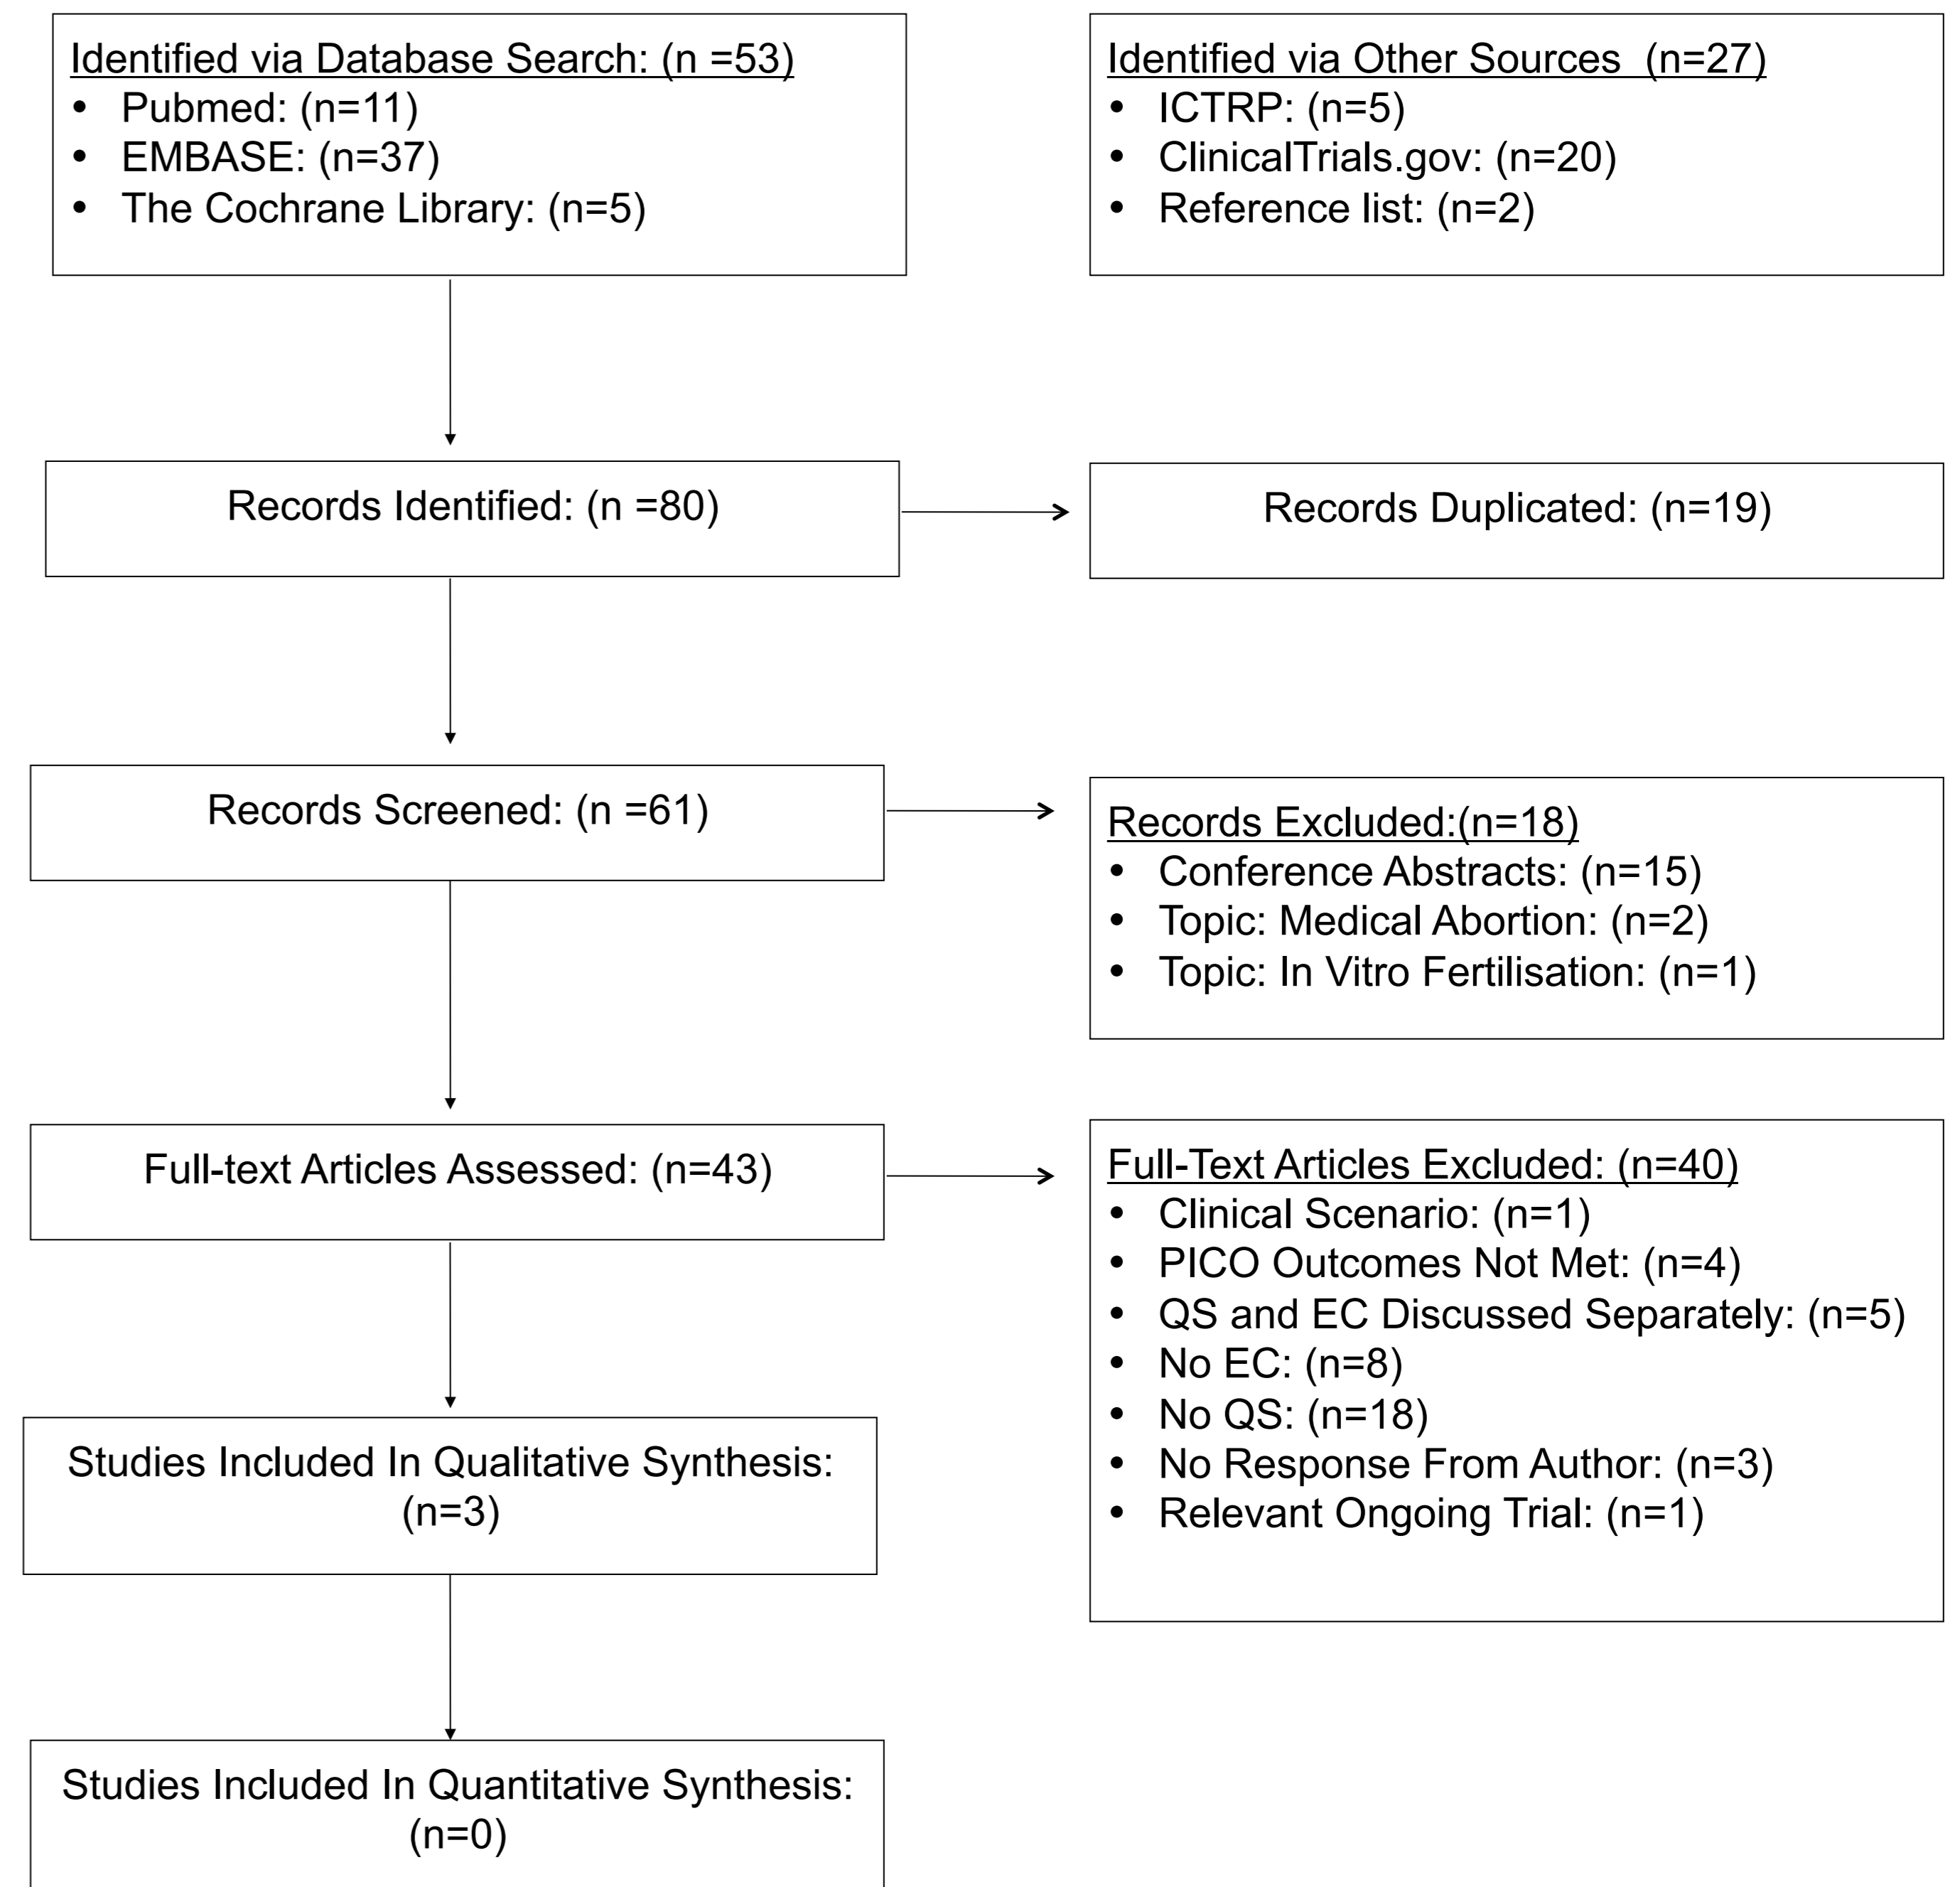 Identified via Database Search: (n =53)
• Pubmed: (n=11)
• EMBASE: (n=37)
• The Cochrane Library: (n=5)
Identified via Other Sources  (n=27)
• ICTRP: (n=5)
• ClinicalTrials.gov: (n=20)
• Reference list: (n=2)
Records Identified: (n =80)
Records Duplicated: (n=19)
Records Screened: (n =61)
Records Excluded:(n=18)
• Conference Abstracts: (n=15)
• Topic: Medical Abortion: (n=2)
• Topic: In Vitro Fertilisation: (n=1)
Full-text Articles Assessed: (n=43)
Full-Text Articles Excluded: (n=40)
• Clinical Scenario: (n=1)
• PICO Outcomes Not Met: (n=4)
• QS and EC Discussed Separately: (n=5)
• No EC: (n=8)
• No QS: (n=18)
• No Response From Author: (n=3)
• Relevant Ongoing Trial: (n=1)
Studies Included In Qualitative Synthesis:
(n=3)
Studies Included In Quantitative Synthesis:
(n=0)